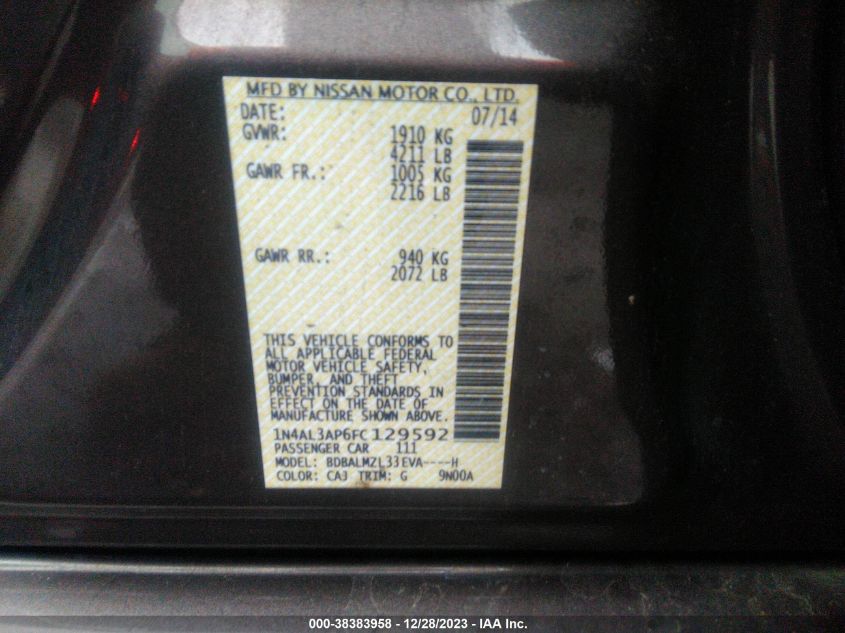 MFD BY NISSAN MOTOR CO., LTD.
DATE: 07/14
GVWR: 1910 KG
4211 LB
GAWR FR.: 1005 KG
2216 LB
GAWR RR.: 940 KG
2072 LB
THIS VEHICLE CONFORMS TO
ALL APPLICABLE FEDERAL
MOTOR VEHICLE SAFETY,
BUMPER, AND THEFT
PREVENTION STANDARDS IN
EFFECT ON THE DATE OF
MANUFACTURE SHOWN ABOVE.
1N4AL3AP6FC129592
PASSENGER CAR 111
MODEL: BDBALMZL33EVA----H
COLOR: CAJ TRIM: G 9N00A
000-38383958 - 12/28/2023 - IAA Inc.